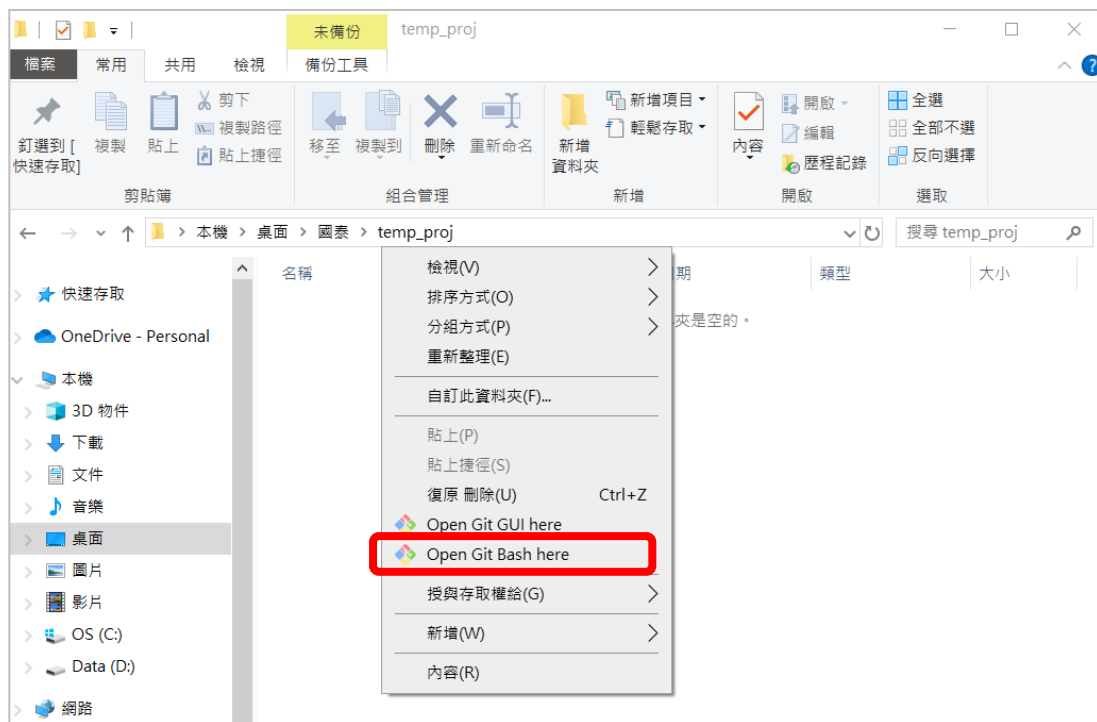 未備份 temp_proj
檔案 常用 共用 檢視 備份工具
釘選到 [
快速存取]
複製
貼上
剪下
複製路徑
貼上捷徑
移至
複製到
刪除
重新命名
新增
資料夾
新增項目
輕鬆存取
內容
開啟
編輯
歷程記錄
全選
全部不選
反向選擇
剪貼簿 組合管理 新增 開啟 選取
本機 > 桌面 > 國泰 > temp_proj
搜尋 temp_proj
名稱 期 類型 大小
夾是空的。
快速存取
OneDrive - Personal
本機
3D 物件
下載
文件
音樂
桌面
圖片
影片
OS (C:)
Data (D:)
網路
檢視(V)
排序方式(O)
分組方式(P)
重新整理(E)
自訂此資料夾(F)...
貼上(P)
貼上捷徑(S)
復原 刪除(U) Ctrl+Z
Open Git GUI here
Open Git Bash here
授與存取權給(G)
新增(W)
內容(R)